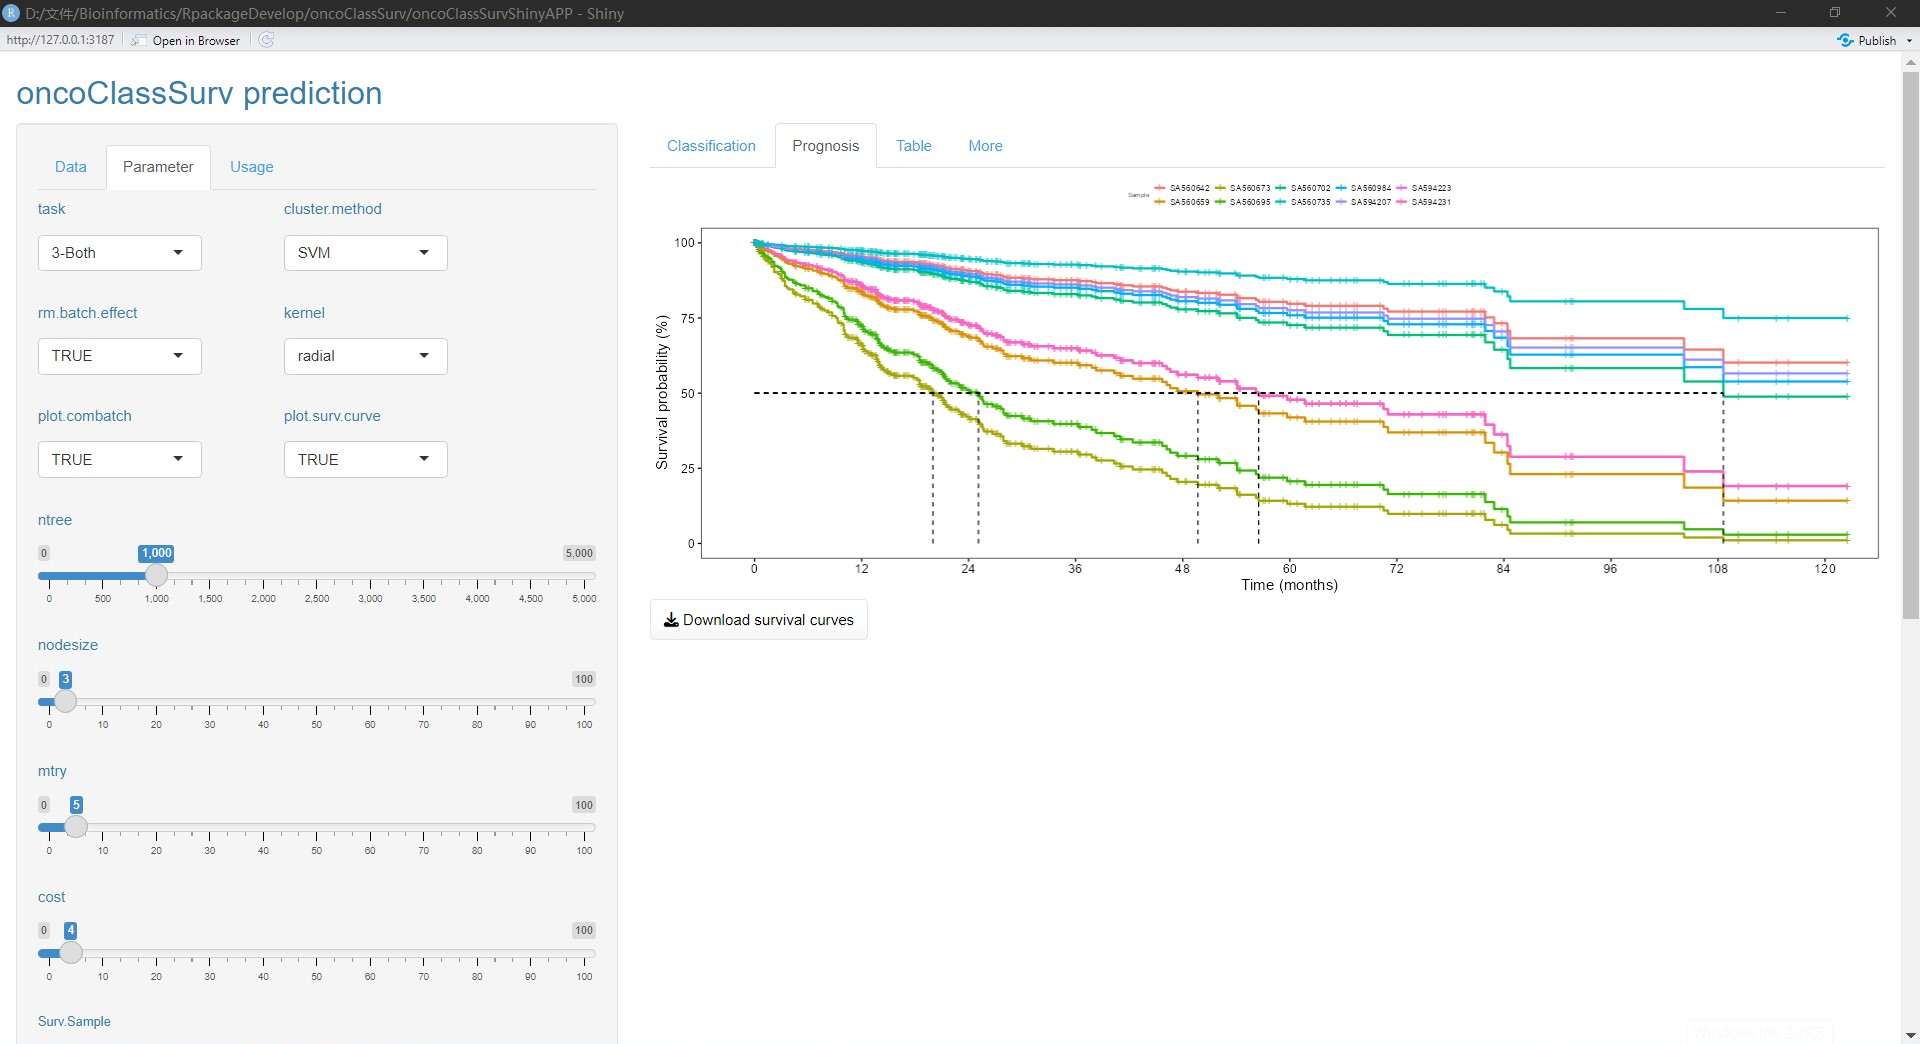 D:/文件/Bioinformatics/RpackageDevelop/oncoClassSurv/oncoClassSurvShinyAPP - Shiny
http://127.0.0.1:3187 Open in Browser Publish
oncoClassSurv prediction
Data Parameter Usage
task cluster.method
3-Both SVM
rm.batch.effect kernel
TRUE radial
plot.combatch plot.surv.curve
TRUE TRUE
ntree
0 1,000 5,000
0 500 1,000 1,500 2,000 2,500 3,000 3,500 4,000 4,500 5,000
nodesize
0 3 100
0 10 20 30 40 50 60 70 80 90 100
mtry
0 5 100
0 10 20 30 40 50 60 70 80 90 100
cost
0 4 100
0 10 20 30 40 50 60 70 80 90 100
Surv.Sample
Classification Prognosis Table More
Sample SA560642 SA560673 SA560702 SA560984 SA594223
SA560659 SA560695 SA560735 SA594207 SA594231
Survival probability (%)
100
75
50
25
0
0 12 24 36 48 60 72 84 96 108 120
Time (months)
Download survival curves